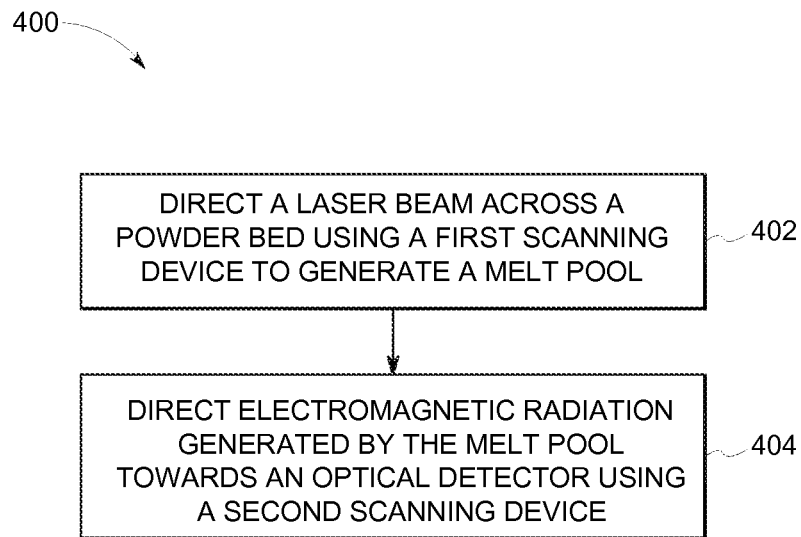 400
DIRECT A LASER BEAM ACROSS A
POWDER BED USING A FIRST SCANNING
DEVICE TO GENERATE A MELT POOL
402
DIRECT ELECTROMAGNETIC RADIATION
GENERATED BY THE MELT POOL
TOWARDS AN OPTICAL DETECTOR USING
A SECOND SCANNING DEVICE
404